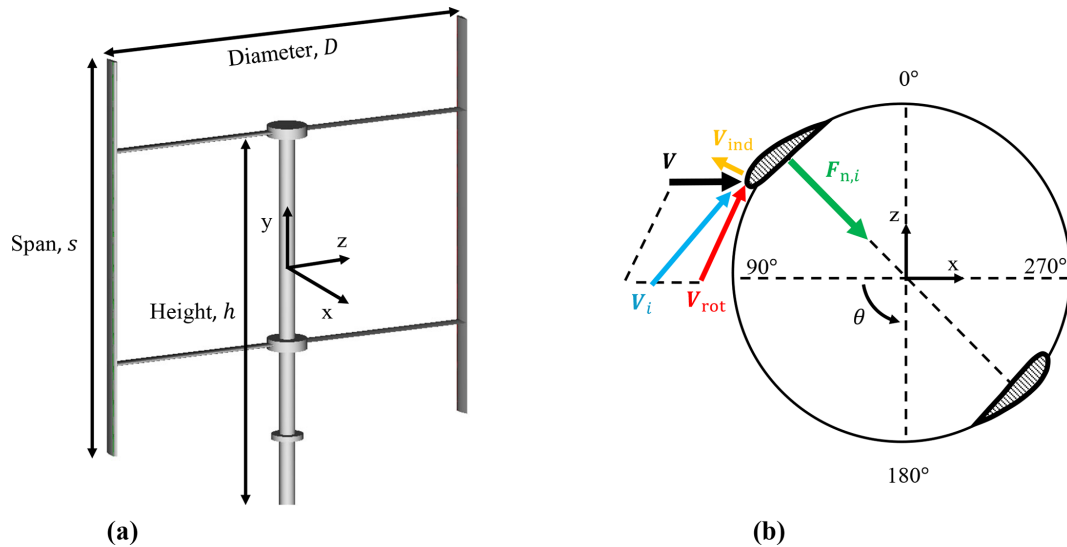 Diameter, D
Span, s
Height, h
y
z
x
(a)
0°
V_ind
V
F_n,i
z
x
90°
270°
θ
V_i
V_rot
180°
(b)